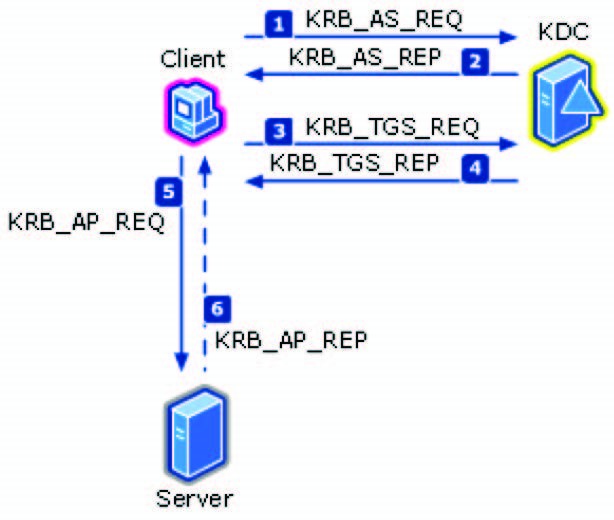 1 KRB_AS_REQ
KDC
Client
KRB_AS_REP 2
3 KRB_TGS_REQ
KRB_TGS_REP 4
5
KRB_AP_REQ
6
KRB_AP_REP
Server